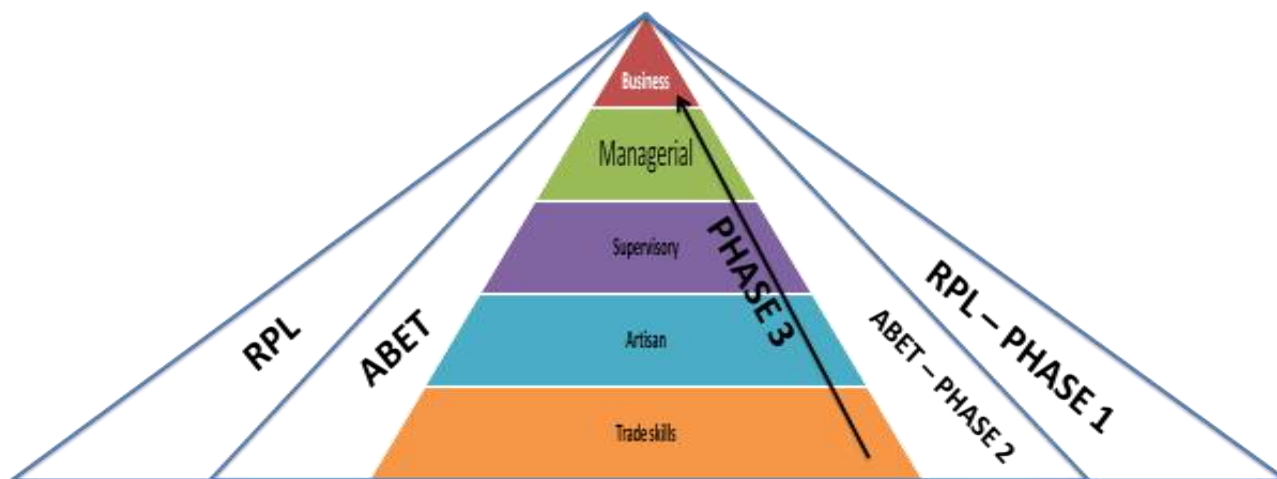 Business
Managerial
Supervisory
Artisan
Trade skills
PHASE 3
RPL
ABET
ABET – PHASE 2
RPL – PHASE 1